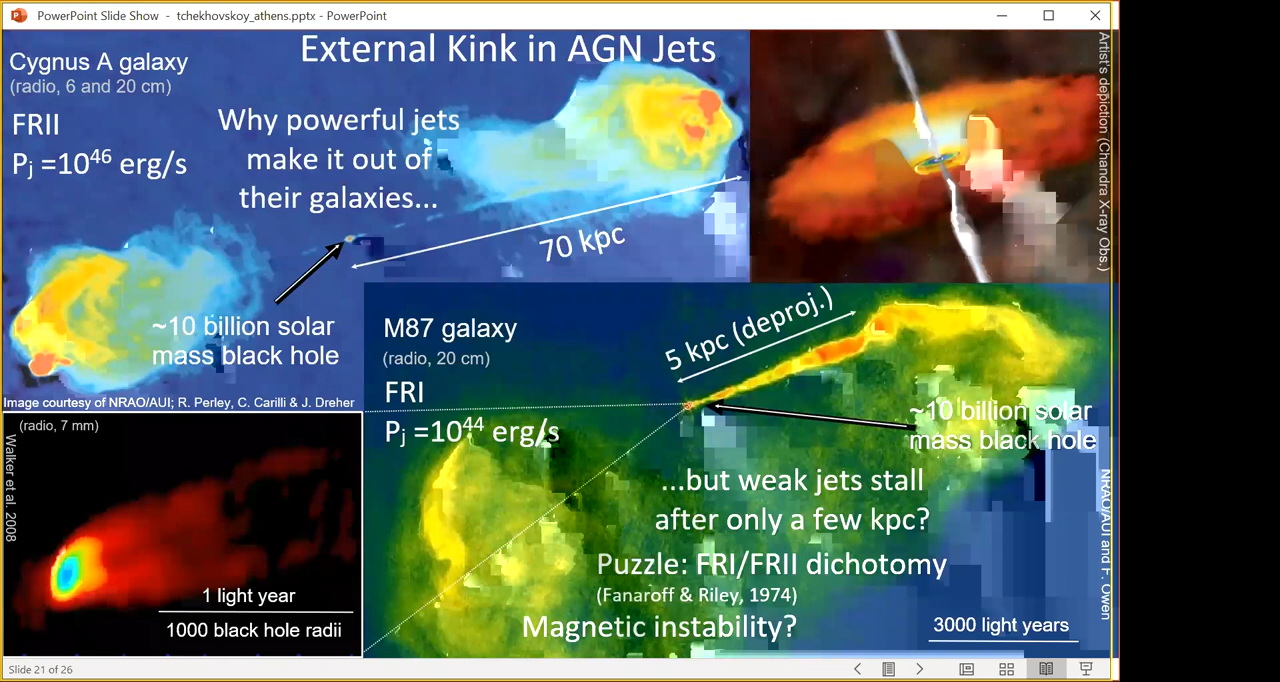 PowerPoint Slide Show - tchekhovskoy_athens.pptx - PowerPoint
External Kink in AGN Jets
Cygnus A galaxy
(radio, 6 and 20 cm)
FRII
Pj =10^46 erg/s
Why powerful jets
make it out of
their galaxies...
70 kpc
~10 billion solar
mass black hole
Image courtesy of NRAO/AUI; R. Perley, C. Carilli & J. Dreher
Artist's depiction (Chandra X-ray Obs.)
M87 galaxy
(radio, 20 cm)
FRI
Pj =10^44 erg/s
5 kpc (deproj.)
~10 billion solar
mass black hole
...but weak jets stall
after only a few kpc?
Puzzle: FRI/FRII dichotomy
(Fanaroff & Riley, 1974)
Magnetic instability?
3000 light years
NRAO/AUI and F. Owen
(radio, 7 mm)
Walker et al. 2008
1 light year
1000 black hole radii
Slide 21 of 26